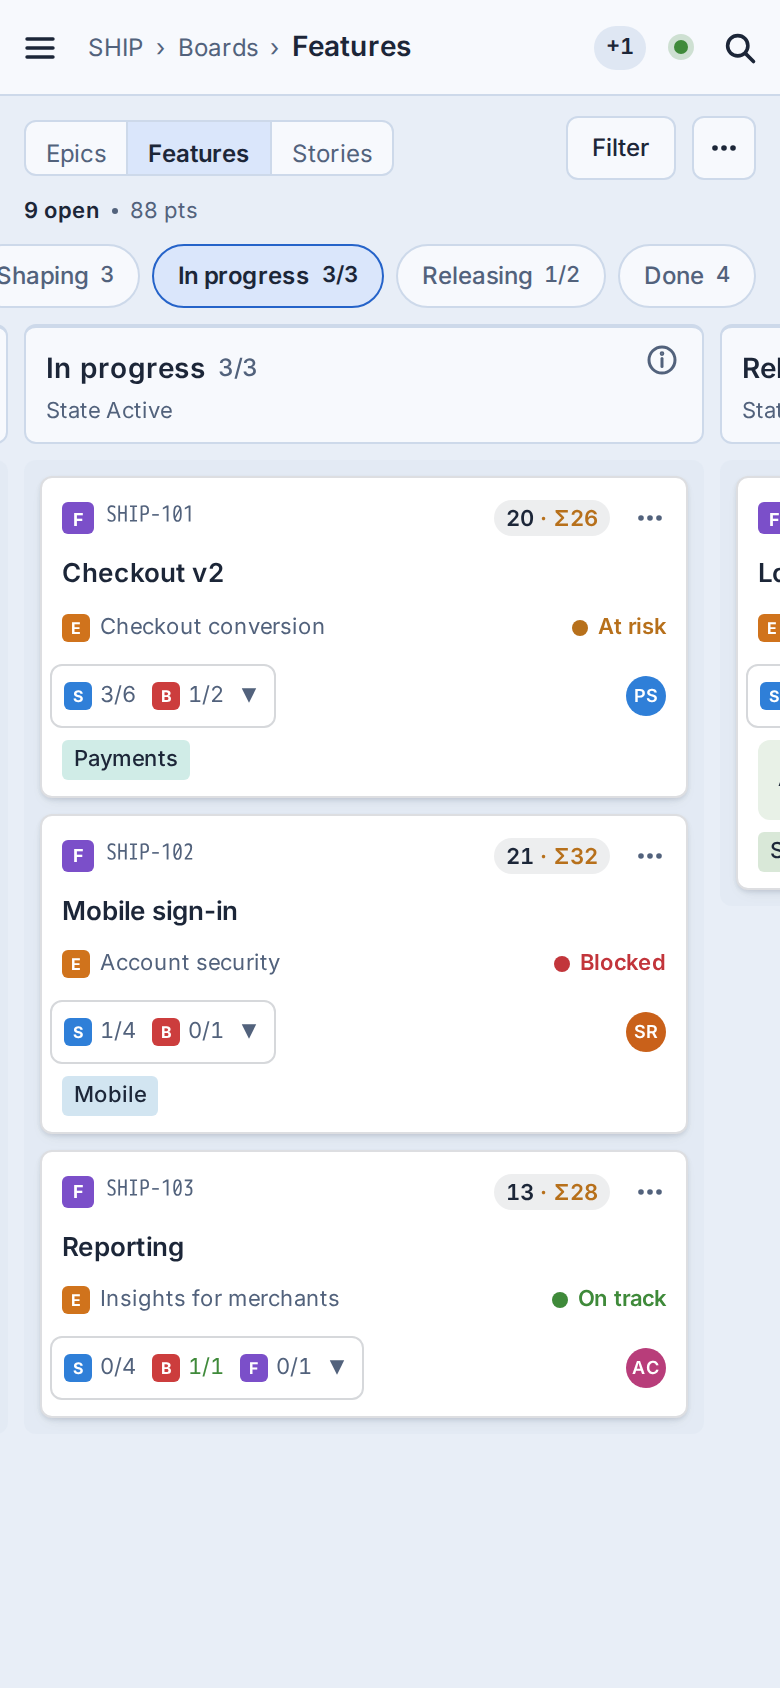 SHIP › Boards › Features +1
Epics Features Stories Filter
9 open • 88 pts
Shaping 3 In progress 3/3 Releasing 1/2 Done 4
In progress 3/3
State Active
F SHIP-101 20 · Σ26
Checkout v2
E Checkout conversion At risk
S 3/6 B 1/2 ▼ PS
Payments
F SHIP-102 21 · Σ32
Mobile sign-in
E Account security Blocked
S 1/4 B 0/1 ▼ SR
Mobile
F SHIP-103 13 · Σ28
Reporting
E Insights for merchants On track
S 0/4 B 1/1 F 0/1 ▼ AC